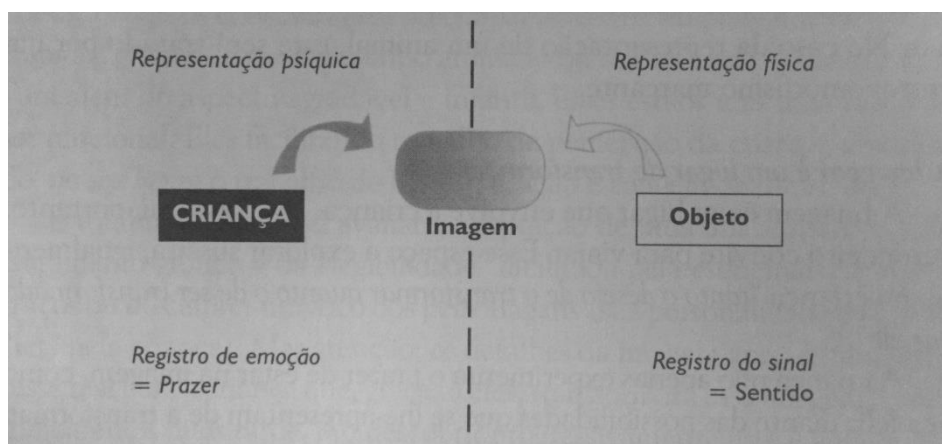 Representação psíquica
Representação física
CRIANÇA
Imagem
Objeto
Registro de emoção
= Prazer
Registro do sinal
= Sentido